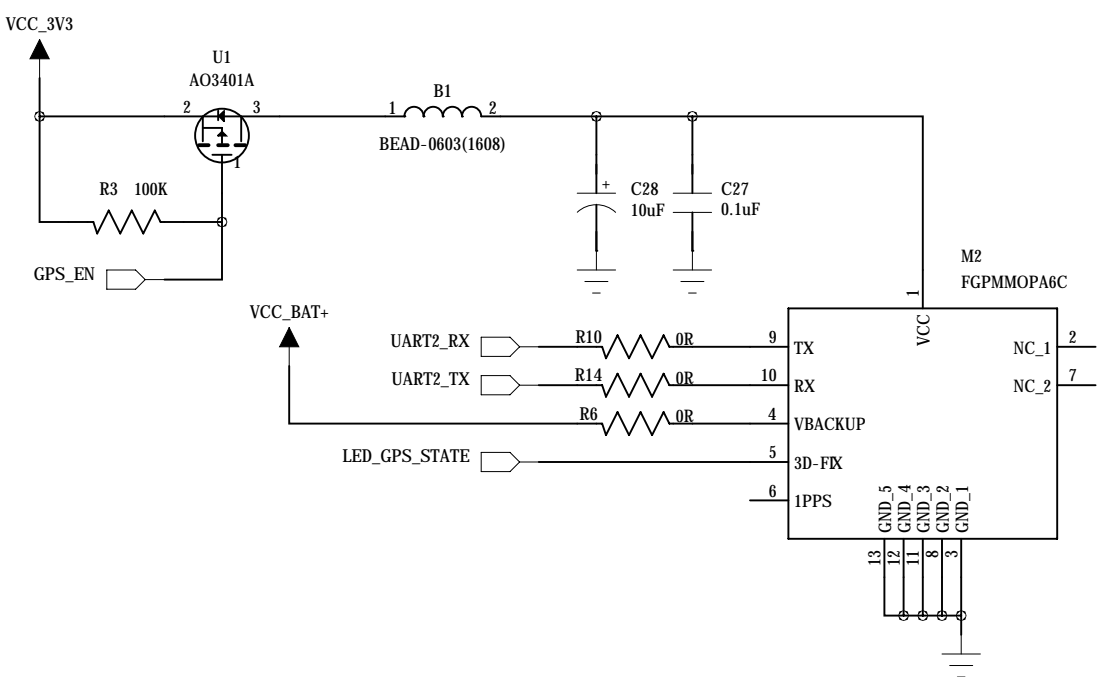 VCC_3V3
U1
AO3401A
2
3
1
B1
1
2
BEAD-0603(1608)
R3 100K
GPS_EN
+
C28
10uF
C27
0.1uF
M2
FGPMMOPA6C
VCC_BAT+
1
VCC
UART2_RX
R10
0R
9
TX
NC_1
2
UART2_TX
R14
0R
10
RX
NC_2
7
R6
0R
4
VBACKUP
LED_GPS_STATE
5
3D-FIX
6
1PPS
GND_5
GND_4
GND_3
GND_2
GND_1
13
12
11
8
3